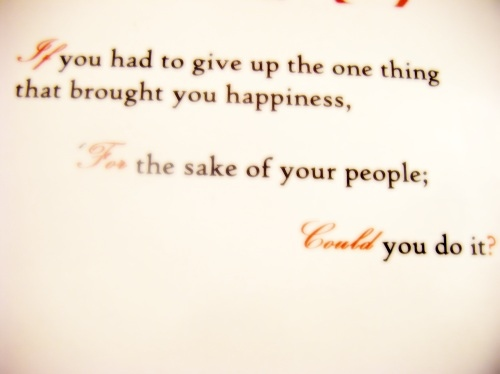 If you had to give up the one thing
that brought you happiness,
'For the sake of your people;
Could you do it?